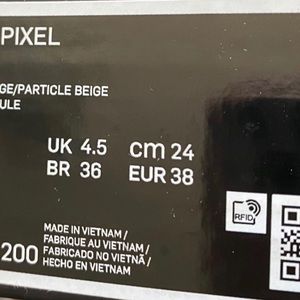 PIXEL
GE/PARTICLE BEIGE
ULE
UK 4.5 cm 24
BR 36 EUR 38
RFID
MADE IN VIETNAM /
FABRIQUE AU VIETNAM /
FABRICADO NO VIETNÃ /
HECHO EN VIETNAM
200